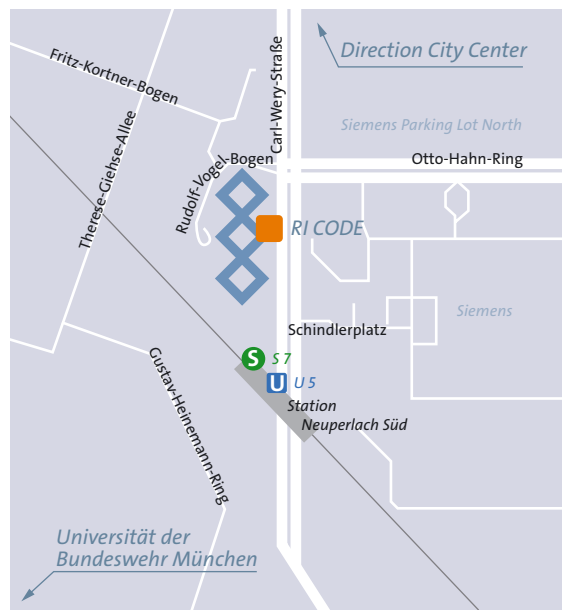 Direction City Center
Fritz-Kortner-Bogen
Carl-Wery-Straße
Siemens Parking Lot North
Therese-Giehse-Allee
Rudolf-Vogel-Bogen
Otto-Hahn-Ring
RI CODE
Siemens
Schindlerplatz
S S 7
U U 5
Station
Neuperlach Süd
Gustav-Heinemann-Ring
Universität der
Bundeswehr München